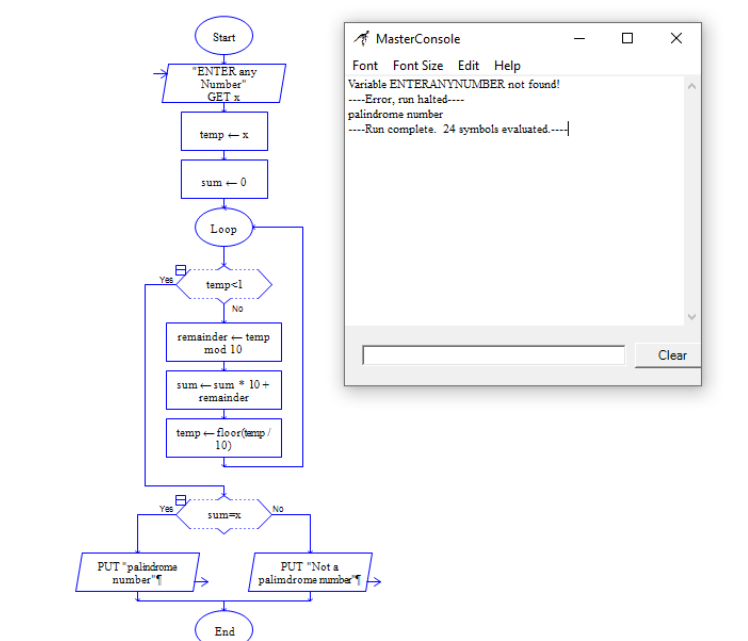 Start
"ENTER any
Number"
GET x
temp ← x
sum ← 0
Loop
Yes
temp<1
No
remainder ← temp
mod 10
sum ← sum * 10 +
remainder
temp ← floor(temp /
10)
Yes
sum=x
No
PUT "palindrome
number"¶
PUT "Not a
palimdrome number"¶
End
MasterConsole
Font Font Size Edit Help
Variable ENTERANYNUMBER not found!
----Error, run halted----
palindrome number
----Run complete. 24 symbols evaluated.----
Clear